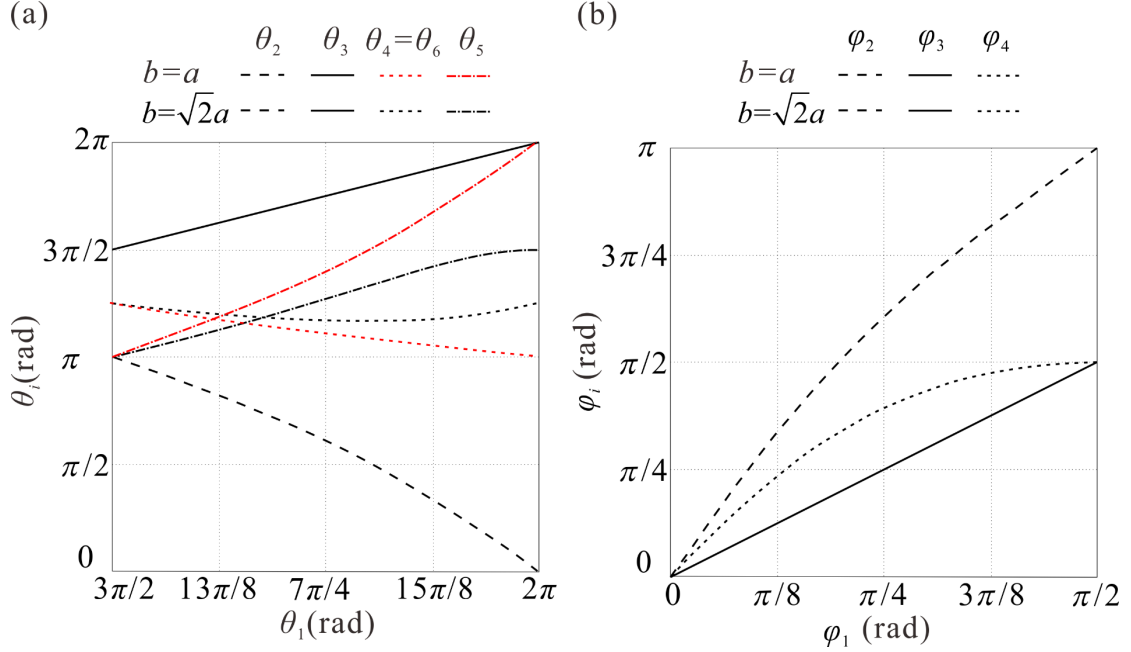 (a)
θ2 θ3 θ4=θ6 θ5
b=a
b=√2a
2π
3π/2
π
π/2
0
θi(rad)
3π/2 13π/8 7π/4 15π/8 2π
θ1(rad)
(b)
φ2 φ3 φ4
b=a
b=√2a
π
3π/4
π/2
π/4
0
φi (rad)
0 π/8 π/4 3π/8 π/2
φ1 (rad)